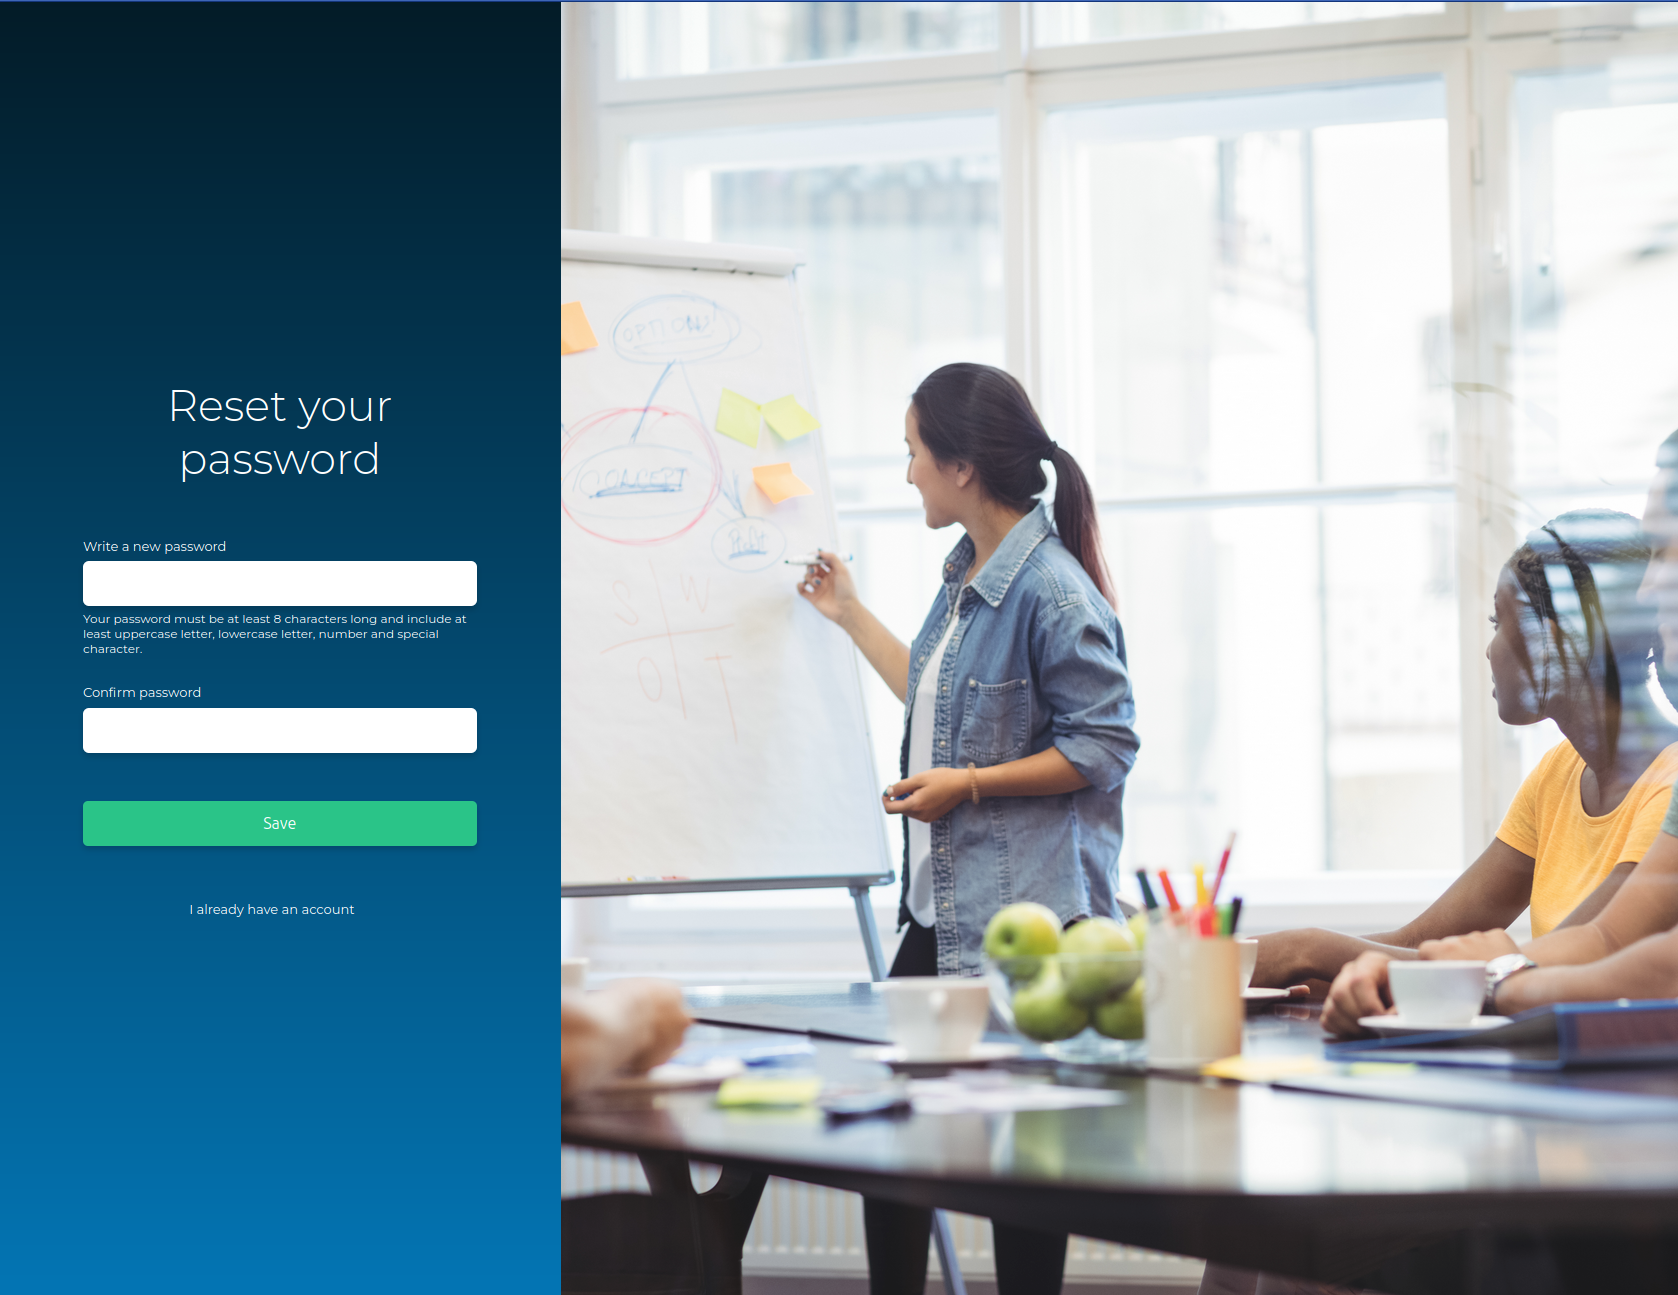 Reset your
password
Write a new password
Your password must be at least 8 characters long and include at
least uppercase letter, lowercase letter, number and special
character.
Confirm password
Save
I already have an account
OPTIONS!
CONCEPT
Profit
S W
O T